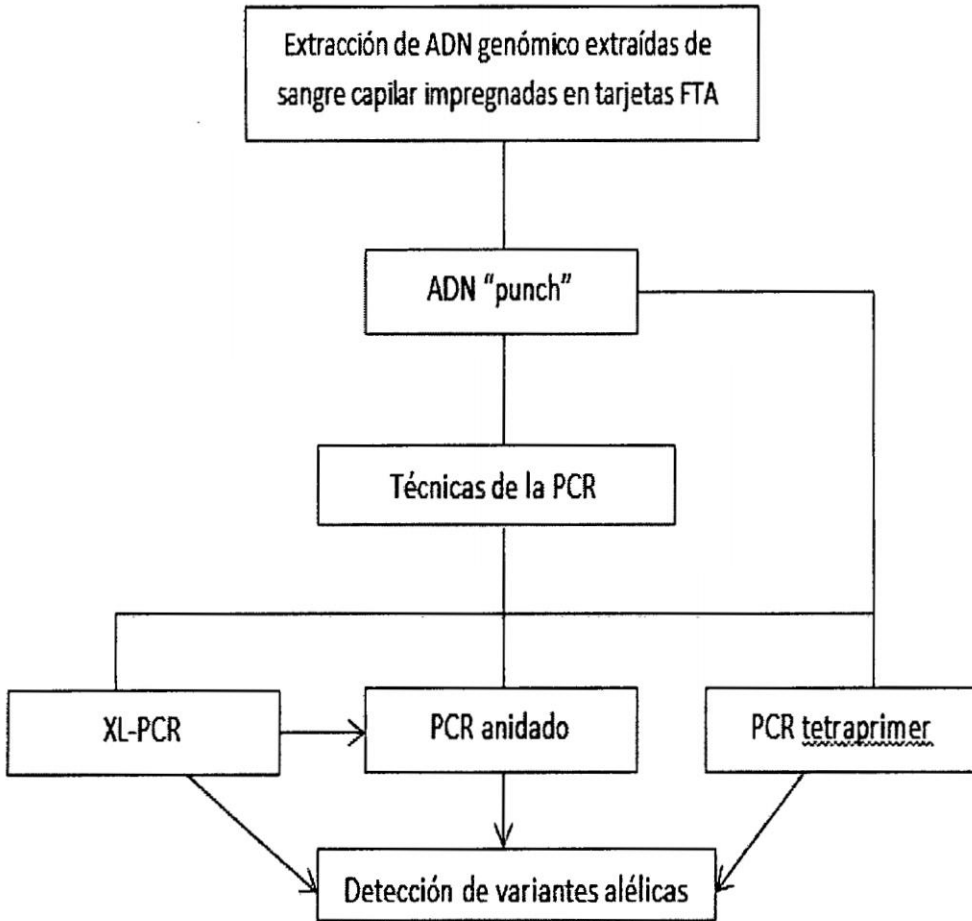 Extracción de ADN genómico extraídas de
sangre capilar impregnadas en tarjetas FTA
ADN “punch”
Técnicas de la PCR
XL-PCR
PCR anidado
PCR tetraprimer
Detección de variantes alélicas